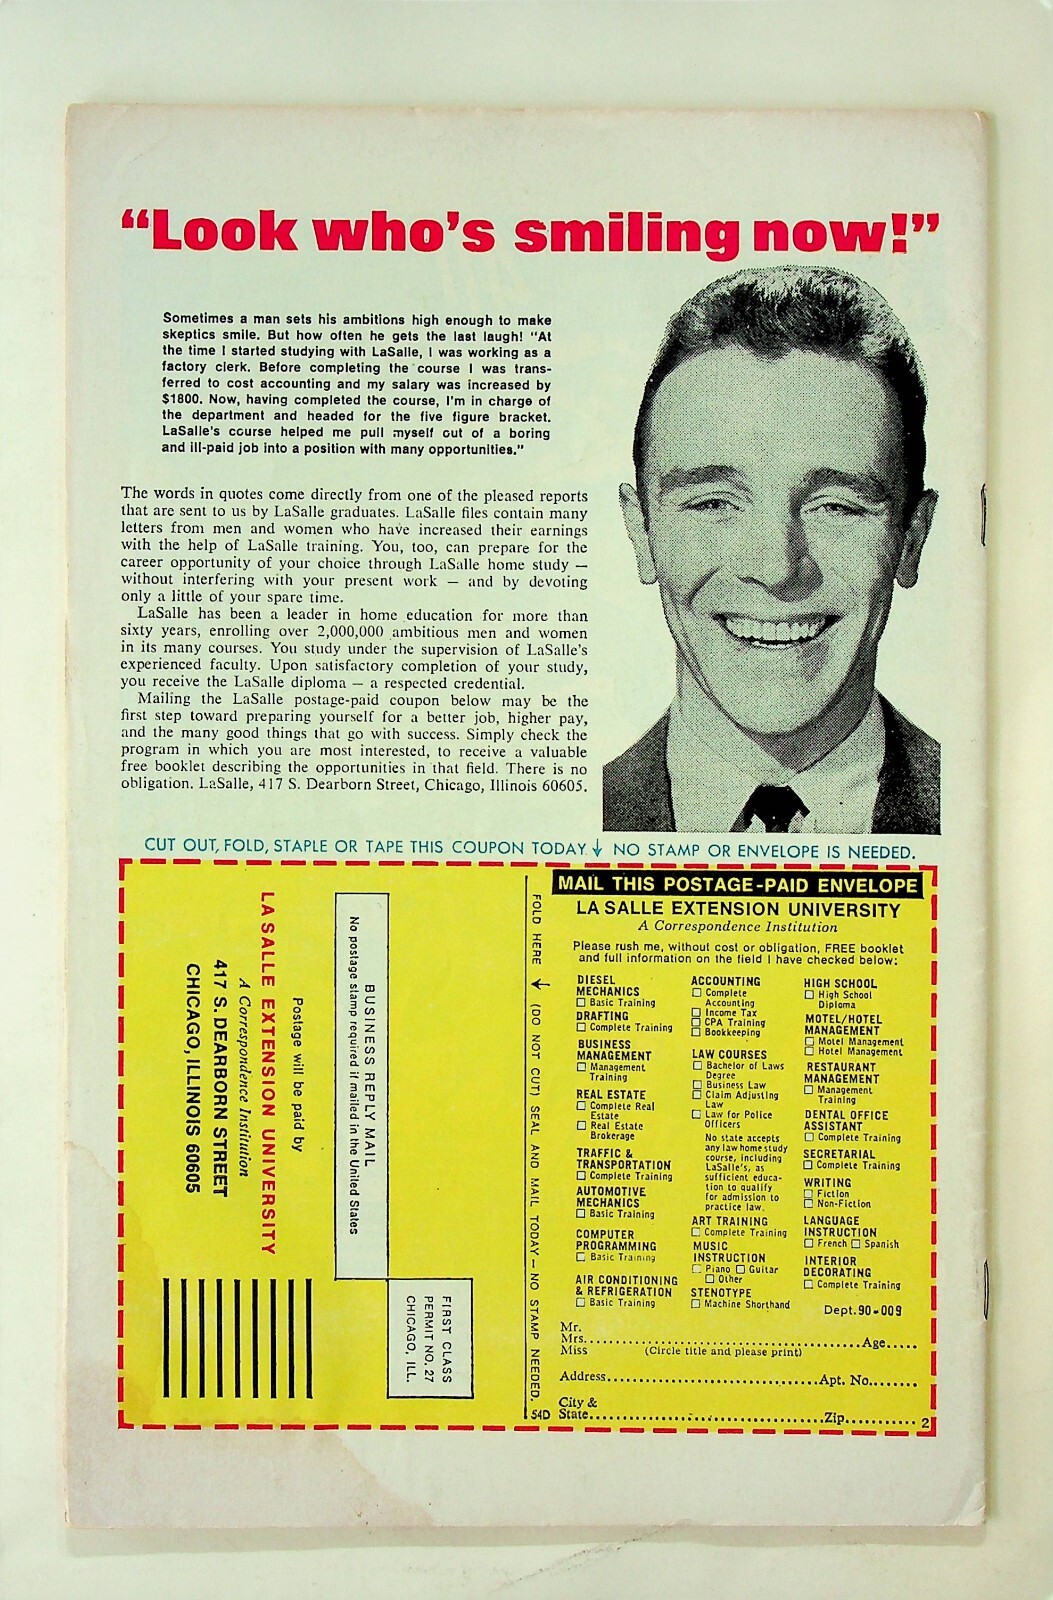 “Look who’s smiling now!”
Sometimes a man sets his ambitions high enough to make
skeptics smile. But how often he gets the last laugh! "At
the time I started studying with LaSalle, I was working as a
factory clerk. Before completing the course I was trans-
ferred to cost accounting and my salary was increased by
$1800. Now, having completed the course, I'm in charge of
the department and headed for the five figure bracket.
LaSalle's course helped me pull myself out of a boring
and ill-paid job into a position with many opportunities."
The words in quotes come directly from one of the pleased reports
that are sent to us by LaSalle graduates. LaSalle files contain many
letters from men and women who have increased their earnings
with the help of LaSalle training. You, too, can prepare for the
career opportunity of your choice through LaSalle home study —
without interfering with your present work — and by devoting
only a little of your spare time.
LaSalle has been a leader in home education for more than
sixty years, enrolling over 2,000,000 ambitious men and women
in its many courses. You study under the supervision of LaSalle's
experienced faculty. Upon satisfactory completion of your study,
you receive the LaSalle diploma — a respected credential.
Mailing the LaSalle postage-paid coupon below may be the
first step toward preparing yourself for a better job, higher pay,
and the many good things that go with success. Simply check the
program in which you are most interested, to receive a valuable
free booklet describing the opportunities in that field. There is no
obligation. LaSalle, 417 S. Dearborn Street, Chicago, Illinois 60605.
CUT OUT, FOLD, STAPLE OR TAPE THIS COUPON TODAY ↓ NO STAMP OR ENVELOPE IS NEEDED.
FIRST CLASS
PERMIT NO. 27
CHICAGO, ILL.
BUSINESS REPLY MAIL
No postage stamp required if mailed in the United States
Postage will be paid by
LA SALLE EXTENSION UNIVERSITY
A Correspondence Institution
417 S. DEARBORN STREET
CHICAGO, ILLINOIS 60605
FOLD HERE ↓ (DO NOT CUT) SEAL AND MAIL TODAY — NO STAMP NEEDED.
54D
MAIL THIS POSTAGE-PAID ENVELOPE
LA SALLE EXTENSION UNIVERSITY
A Correspondence Institution
Please rush me, without cost or obligation, FREE booklet
and full information on the field I have checked below:
DIESEL
MECHANICS
☐ Basic Training
DRAFTING
☐ Complete Training
BUSINESS
MANAGEMENT
☐ Management
Training
REAL ESTATE
☐ Complete Real
Estate
☐ Real Estate
Brokerage
TRAFFIC &
TRANSPORTATION
☐ Complete Training
AUTOMOTIVE
MECHANICS
☐ Basic Training
COMPUTER
PROGRAMMING
☐ Basic Training
AIR CONDITIONING
& REFRIGERATION
☐ Basic Training
ACCOUNTING
☐ Complete
Accounting
☐ Income Tax
☐ CPA Training
☐ Bookkeeping
LAW COURSES
☐ Bachelor of Laws
Degree
☐ Business Law
☐ Claim Adjusting
Law
☐ Law for Police
Officers
No state accepts
any law home study
course, including
LaSalle's, as
sufficient educa-
tion to qualify
for admission to
practice law.
ART TRAINING
☐ Complete Training
MUSIC
INSTRUCTION
☐ Piano ☐ Guitar
☐ Other
STENOTYPE
☐ Machine Shorthand
HIGH SCHOOL
☐ High School
Diploma
MOTEL/HOTEL
MANAGEMENT
☐ Motel Management
☐ Hotel Management
RESTAURANT
MANAGEMENT
☐ Management
Training
DENTAL OFFICE
ASSISTANT
☐ Complete Training
SECRETARIAL
☐ Complete Training
WRITING
☐ Fiction
☐ Non-Fiction
LANGUAGE
INSTRUCTION
☐ French ☐ Spanish
INTERIOR
DECORATING
☐ Complete Training
Dept. 90-009
Mr.
Mrs. Age
Miss (Circle title and please print)
Address Apt. No.
City &
State Zip 2